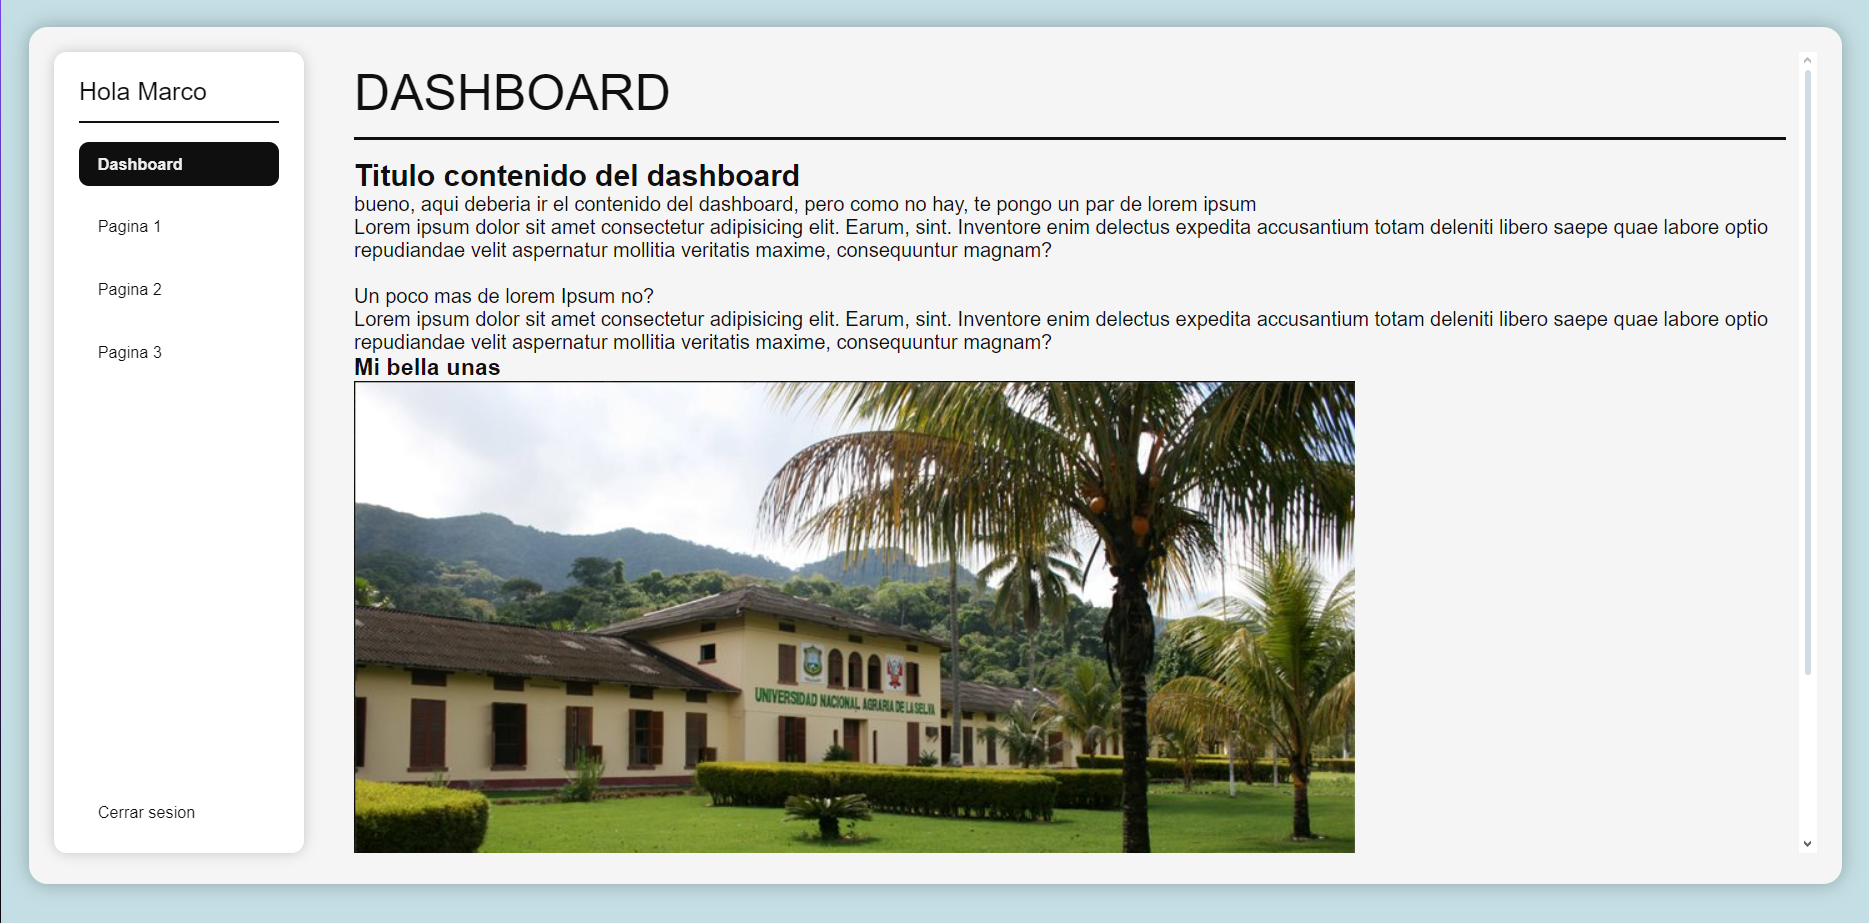 Hola Marco
Dashboard
Pagina 1
Pagina 2
Pagina 3
Cerrar sesion
DASHBOARD
Titulo contenido del dashboard
bueno, aqui deberia ir el contenido del dashboard, pero como no hay, te pongo un par de lorem ipsum
Lorem ipsum dolor sit amet consectetur adipisicing elit. Earum, sint. Inventore enim delectus expedita accusantium totam deleniti libero saepe quae labore optio
repudiandae velit aspernatur mollitia veritatis maxime, consequuntur magnam?
Un poco mas de lorem Ipsum no?
Lorem ipsum dolor sit amet consectetur adipisicing elit. Earum, sint. Inventore enim delectus expedita accusantium totam deleniti libero saepe quae labore optio
repudiandae velit aspernatur mollitia veritatis maxime, consequuntur magnam?
Mi bella unas
UNIVERSIDAD NACIONAL AGRARIA DE LA SELVA